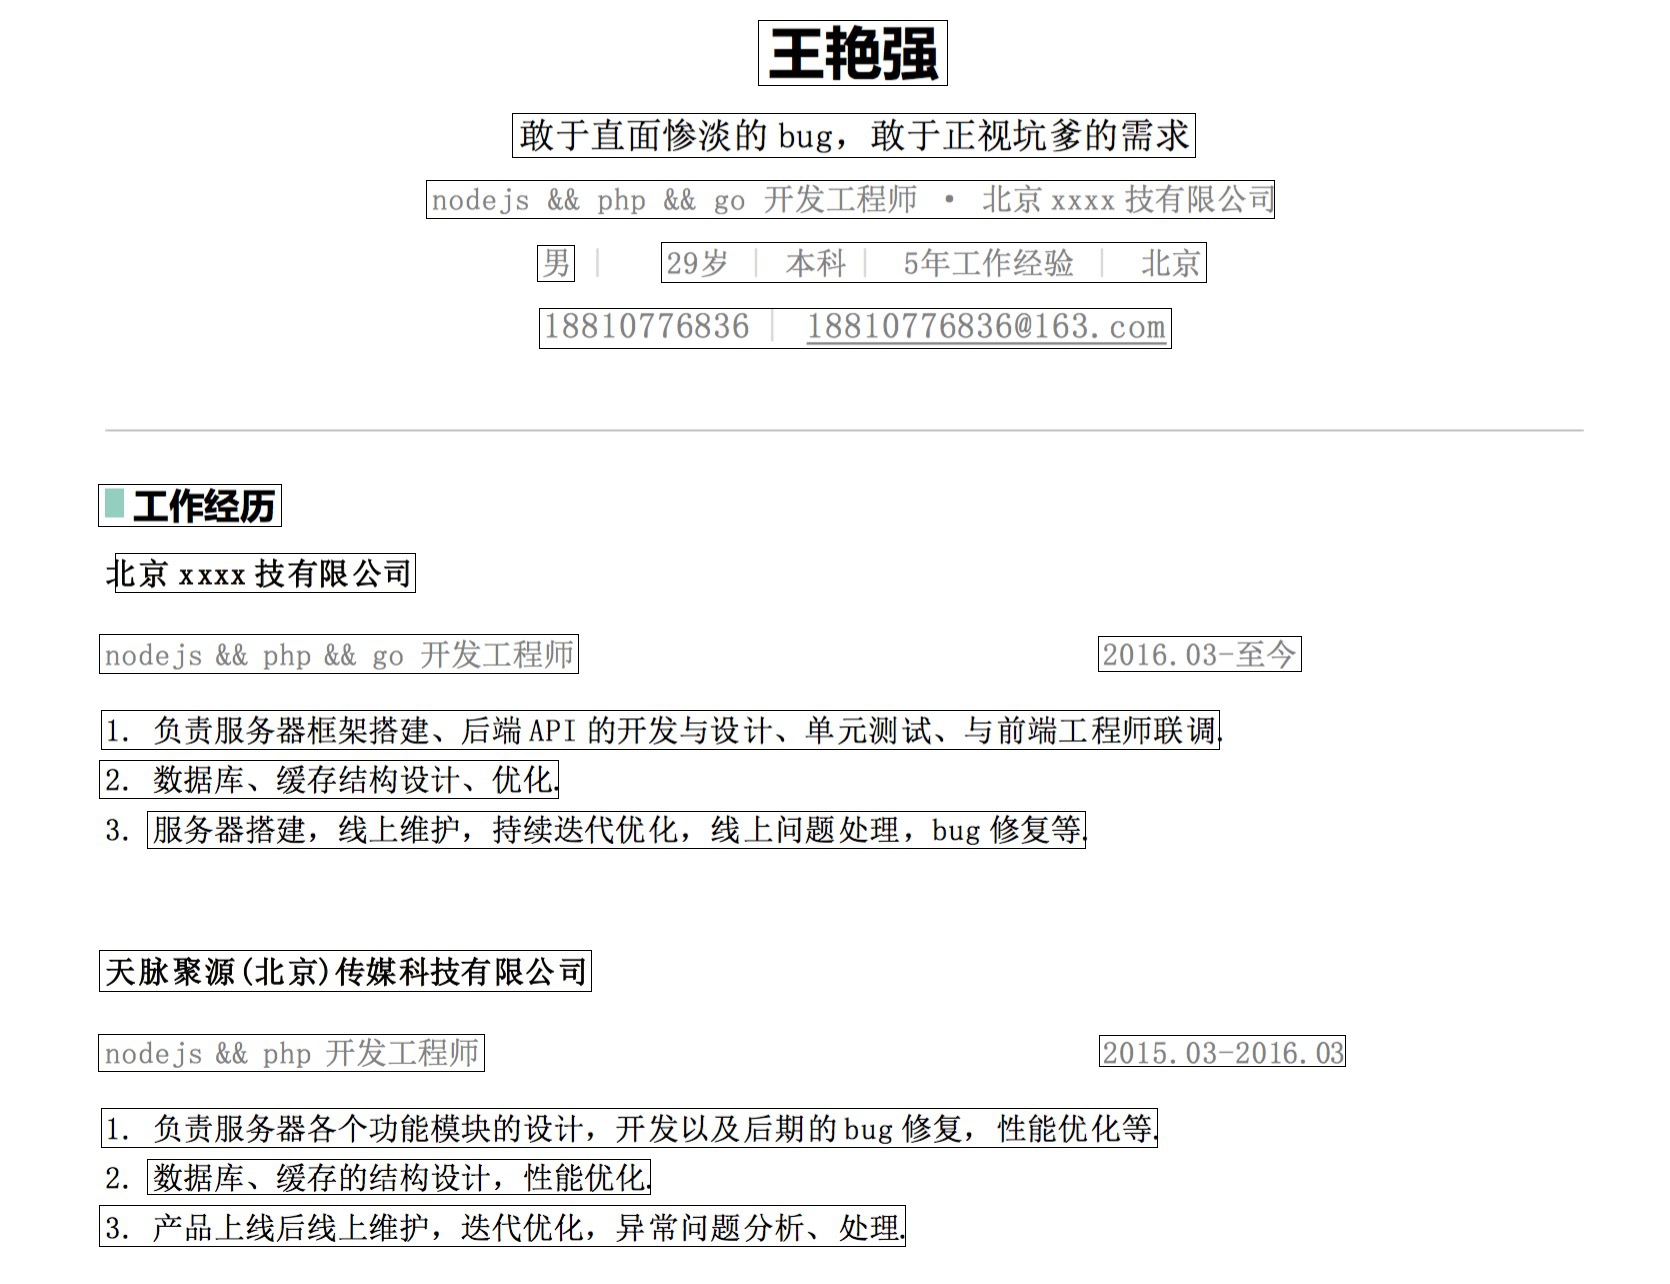 王艳强
敢于直面惨淡的 bug，敢于正视坑爹的需求
nodejs && php && go 开发工程师 • 北京 xxxx 技有限公司
男 | 29岁 | 本科 | 5年工作经验 | 北京
18810776836 | 18810776836@163.com
工作经历
北京 xxxx 技有限公司
nodejs && php && go 开发工程师 2016.03-至今
1. 负责服务器框架搭建、后端 API 的开发与设计、单元测试、与前端工程师联调.
2. 数据库、缓存结构设计、优化.
3. 服务器搭建，线上维护，持续迭代优化，线上问题处理，bug 修复等.
天脉聚源(北京)传媒科技有限公司
nodejs && php 开发工程师 2015.03-2016.03
1. 负责服务器各个功能模块的设计，开发以及后期的 bug 修复，性能优化等.
2. 数据库、缓存的结构设计，性能优化.
3. 产品上线后线上维护，迭代优化，异常问题分析、处理.